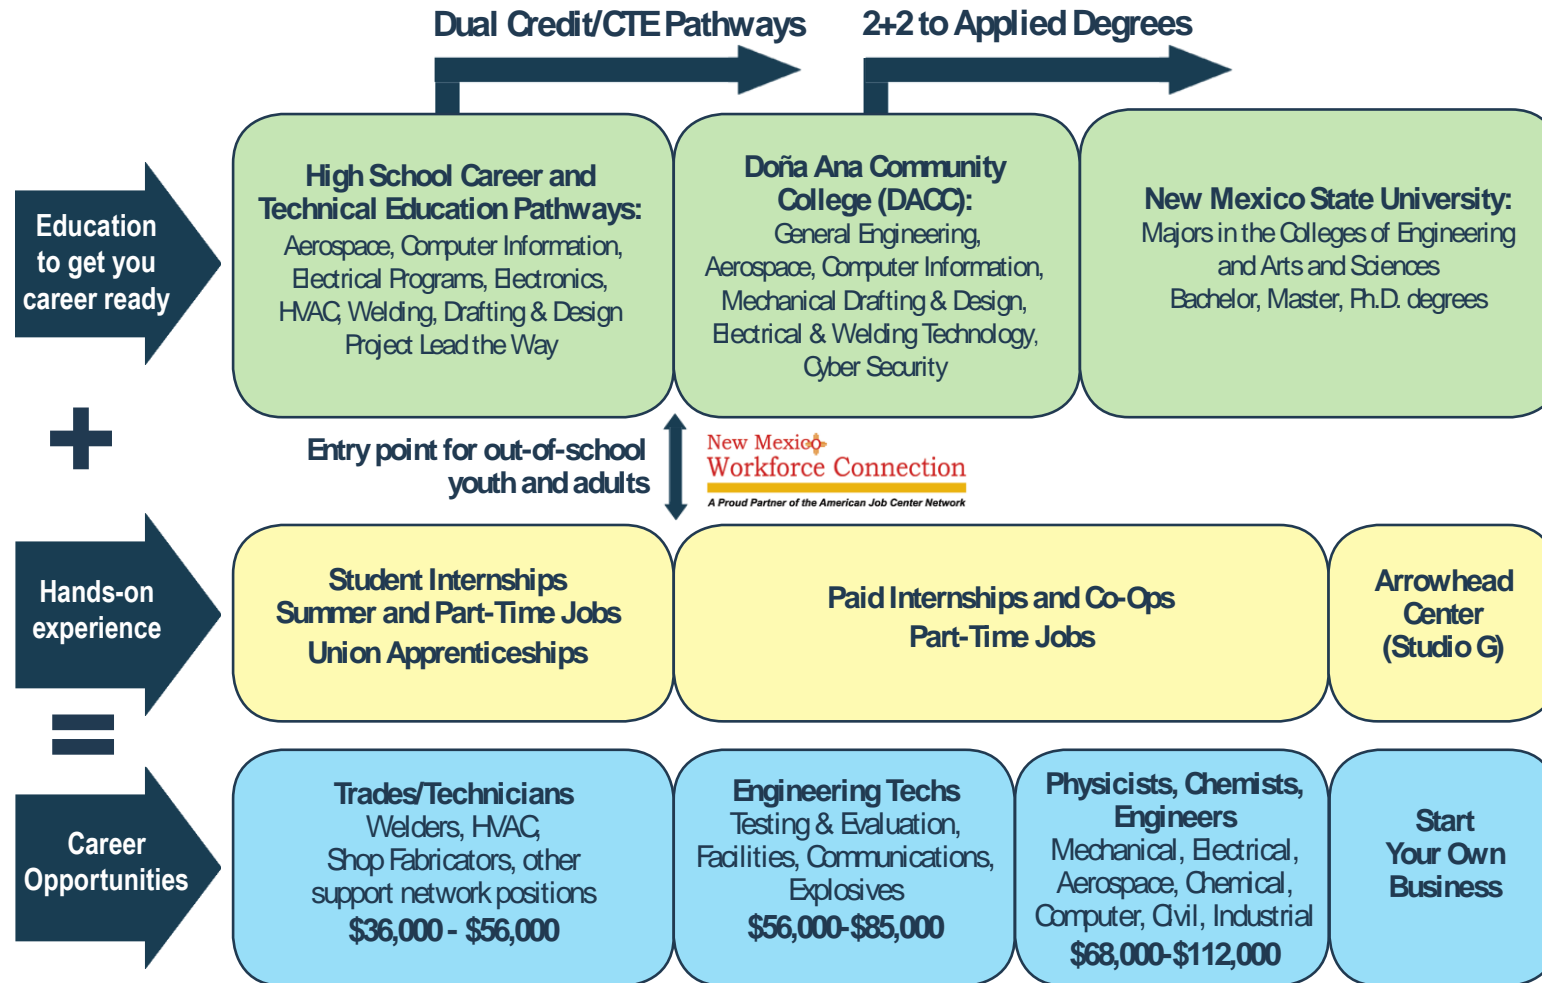 Dual Credit/CTE Pathways
2+2 to Applied Degrees
Education
to get you
career ready
High School Career and
Technical Education Pathways:
Aerospace, Computer Information,
Electrical Programs, Electronics,
HVAC, Welding, Drafting & Design
Project Lead the Way
Doña Ana Community
College (DACC):
General Engineering,
Aerospace, Computer Information,
Mechanical Drafting & Design,
Electrical & Welding Technology,
Cyber Security
New Mexico State University:
Majors in the Colleges of Engineering
and Arts and Sciences
Bachelor, Master, Ph.D. degrees
+
Entry point for out-of-school
youth and adults
New Mexico
Workforce Connection
A Proud Partner of the American Job Center Network
Hands-on
experience
Student Internships
Summer and Part-Time Jobs
Union Apprenticeships
Paid Internships and Co-Ops
Part-Time Jobs
Arrowhead
Center
(Studio G)
=
Career
Opportunities
Trades/Technicians
Welders, HVAC,
Shop Fabricators, other
support network positions
$36,000 - $56,000
Engineering Techs
Testing & Evaluation,
Facilities, Communications,
Explosives
$56,000-$85,000
Physicists, Chemists,
Engineers
Mechanical, Electrical,
Aerospace, Chemical,
Computer, Civil, Industrial
$68,000-$112,000
Start
Your Own
Business